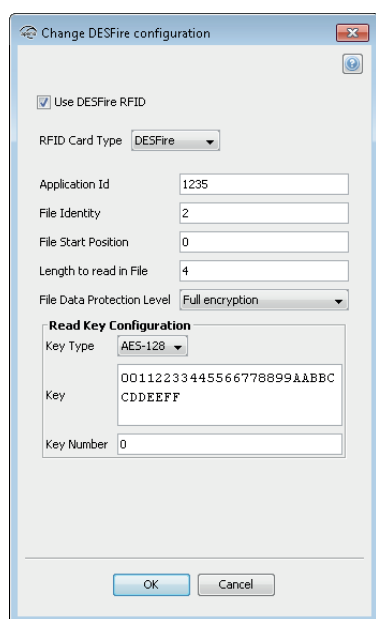 Change DESFire configuration
Use DESFire RFID
RFID Card Type DESFire
Application Id 1235
File Identity 2
File Start Position 0
Length to read in File 4
File Data Protection Level Full encryption
Read Key Configuration
Key Type AES-128
00112233445566778899AABBC
Key CDDEEFF
Key Number 0
OK Cancel